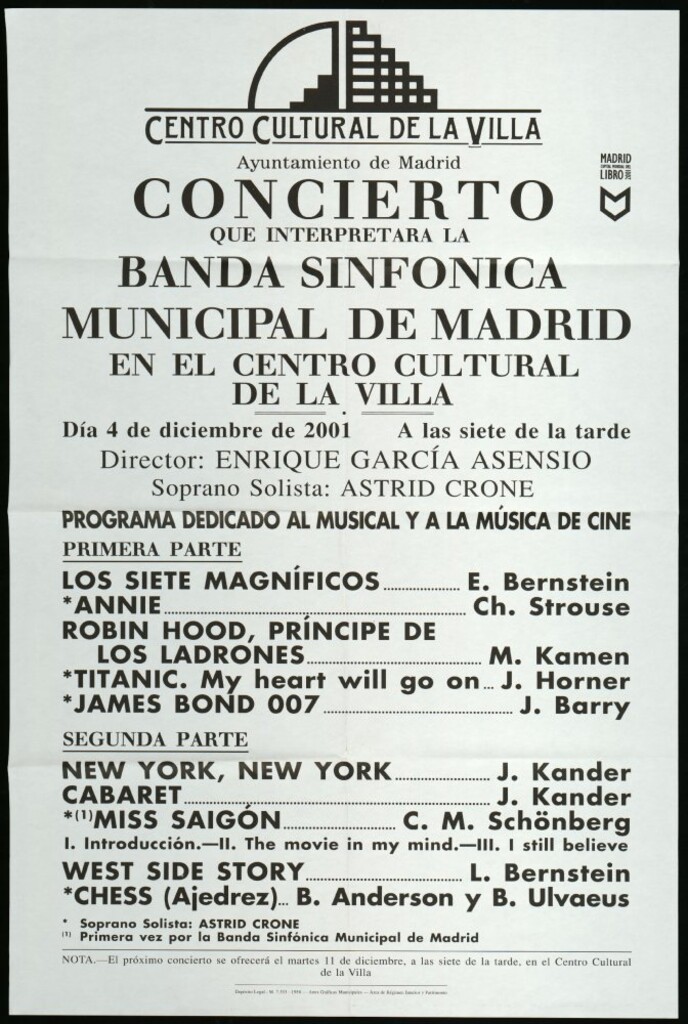 CENTRO CULTURAL DE LA VILLA
Ayuntamiento de Madrid
MADRID
LIBRO
CONCIERTO
QUE INTERPRETARA LA
BANDA SINFONICA
MUNICIPAL DE MADRID
EN EL CENTRO CULTURAL
DE LA VILLA
Día 4 de diciembre de 2001 A las siete de la tarde
Director: ENRIQUE GARCÍA ASENSIO
Soprano Solista: ASTRID CRONE
PROGRAMA DEDICADO AL MUSICAL Y A LA MÚSICA DE CINE
PRIMERA PARTE
LOS SIETE MAGNÍFICOS ........ E. Bernstein
*ANNIE ........ Ch. Strouse
ROBIN HOOD, PRÍNCIPE DE
LOS LADRONES ........ M. Kamen
*TITANIC. My heart will go on ... J. Horner
*JAMES BOND 007 ........ J. Barry
SEGUNDA PARTE
NEW YORK, NEW YORK ........ J. Kander
CABARET ........ J. Kander
*(1)MISS SAIGÓN ........ C. M. Schönberg
I. Introducción.—II. The movie in my mind.—III. I still believe
WEST SIDE STORY ........ L. Bernstein
*CHESS (Ajedrez)... B. Anderson y B. Ulvaeus
* Soprano Solista: ASTRID CRONE
(1) Primera vez por la Banda Sinfónica Municipal de Madrid
NOTA.—El próximo concierto se ofrecerá el martes 11 de diciembre, a las siete de la tarde, en el Centro Cultural
de la Villa